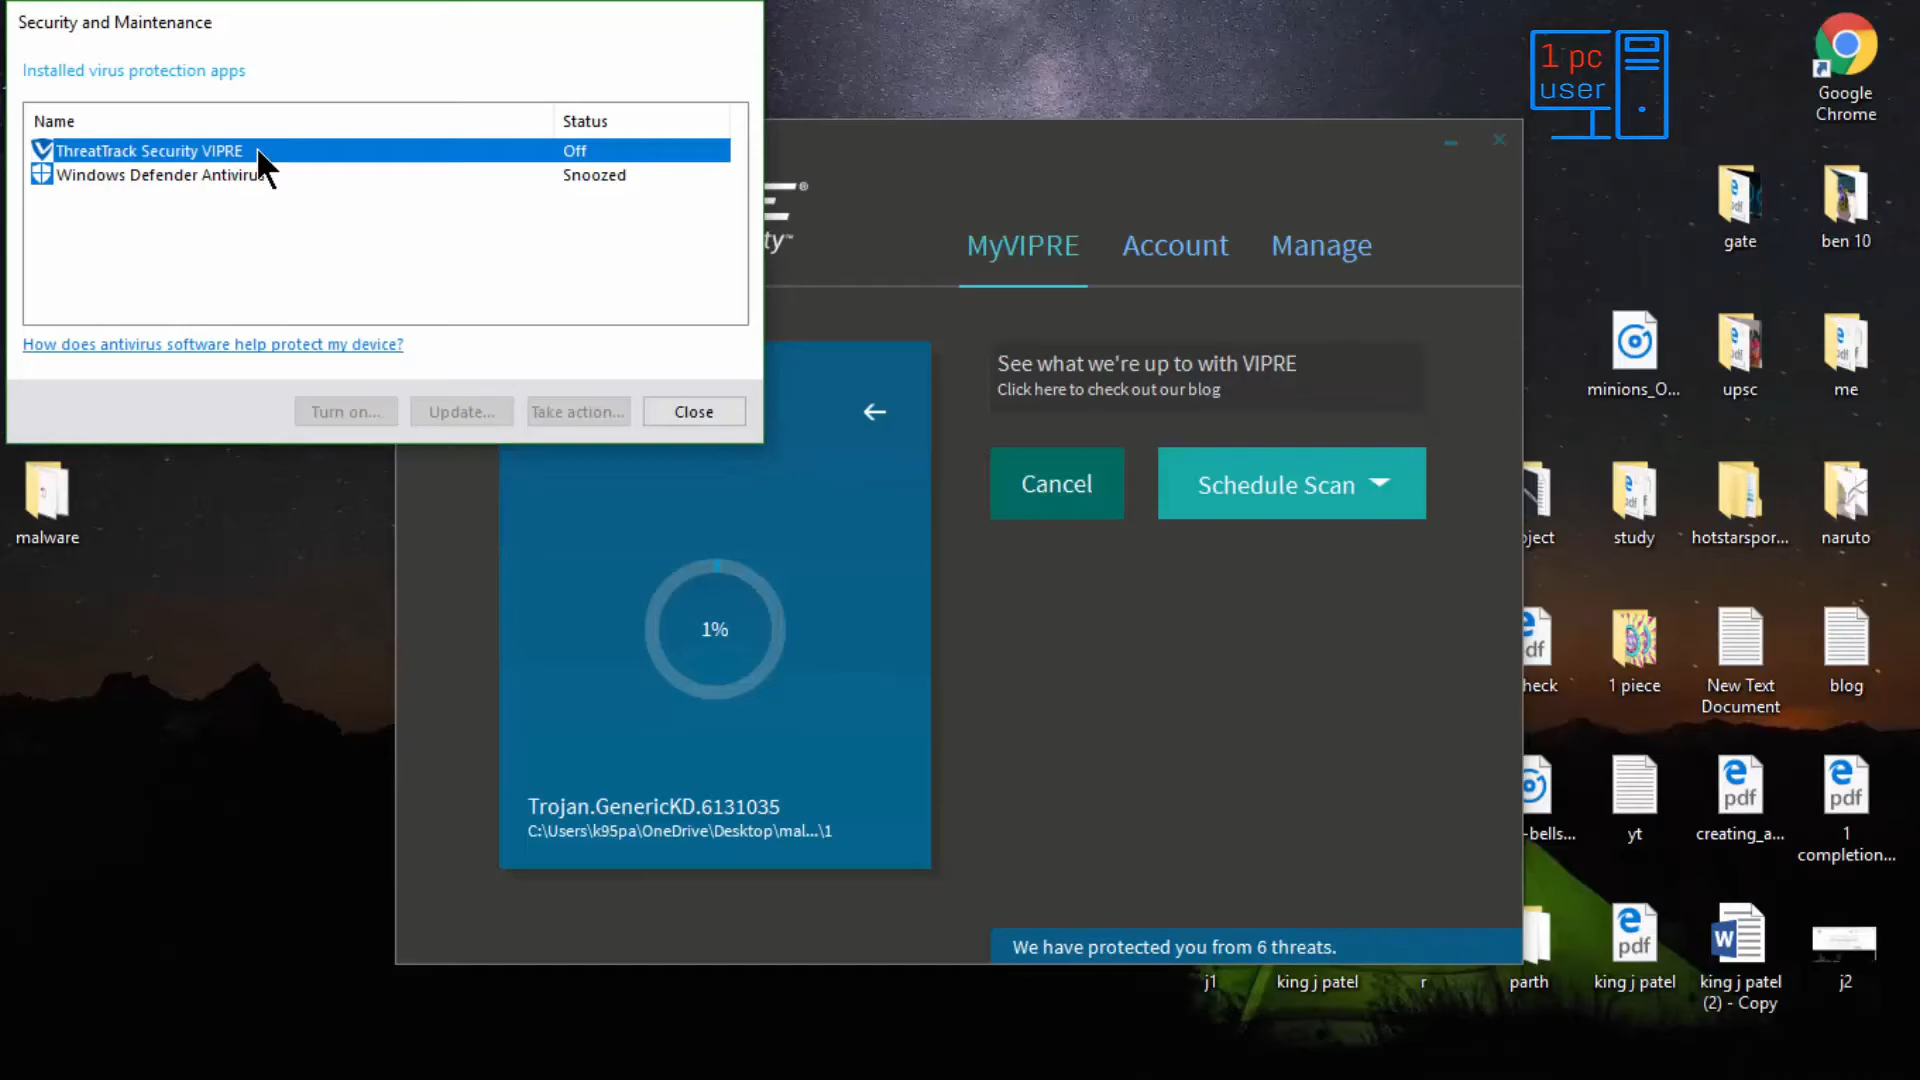 Security and Maintenance
Installed virus protection apps
Name Status
ThreatTrack Security VIPRE Off
Windows Defender Antivirus Snoozed
How does antivirus software help protect my device?
Turn on... Update... Take action... Close
1 pc
user
Google
Chrome
MyVIPRE Account Manage
gate
ben 10
See what we're up to with VIPRE
Click here to check out our blog
minions_O...
upsc
me
Cancel
Schedule Scan
malware
ject
study
hotstarspor...
naruto
1%
heck
1 piece
New Text
Document
blog
Trojan.GenericKD.6131035
C:\Users\k95pa\OneDrive\Desktop\mal...\1
-bells...
yt
pdf
creating_a...
pdf
1
completion...
We have protected you from 6 threats.
j1
king j patel
r
parth
pdf
king j patel
W
king j patel
(2) - Copy
j2